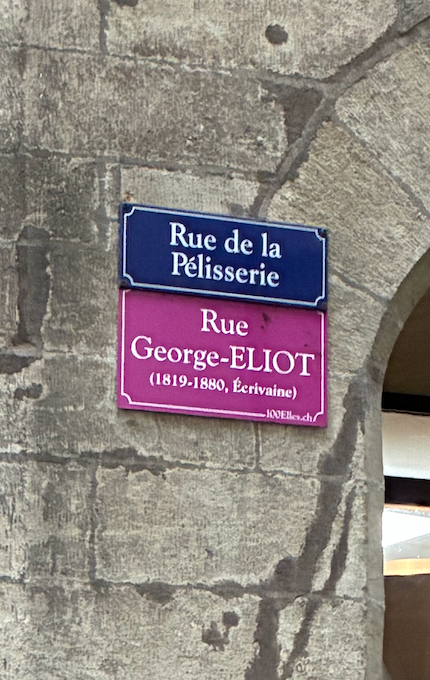 Rue de la
Pélisserie
Rue
George-ELIOT
(1819-1880, Écrivaine)
100Elles.ch